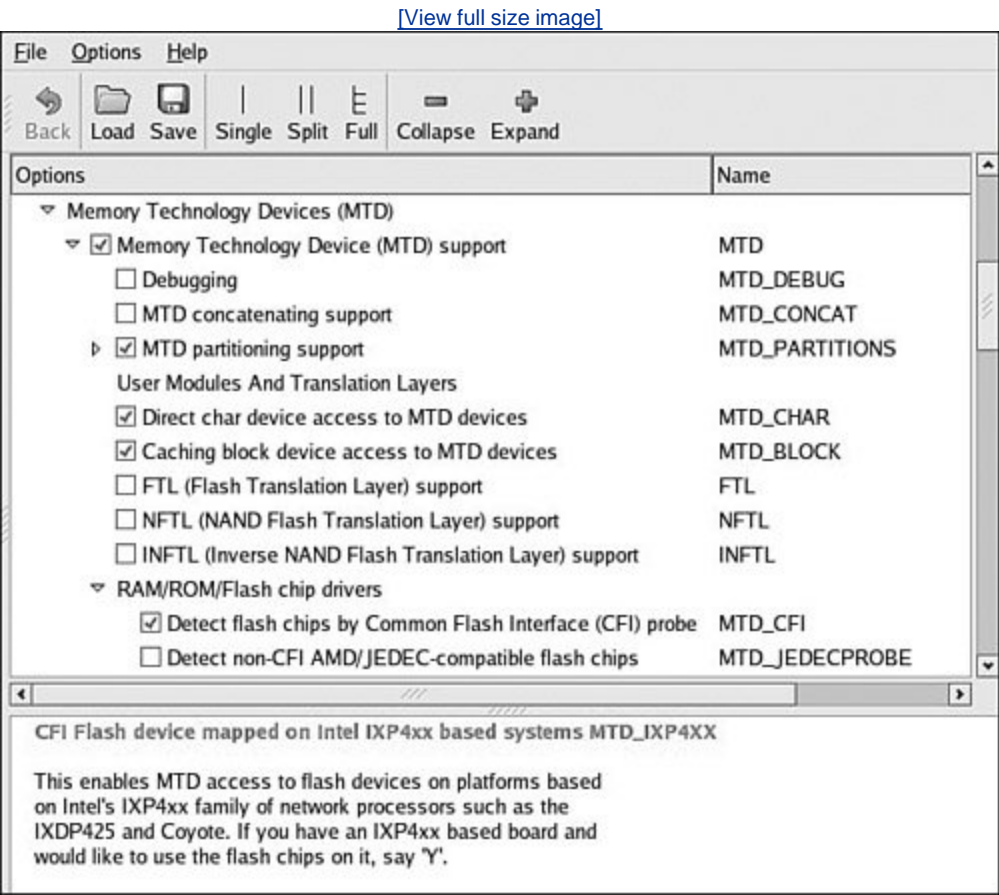 [View full size image]
File Options Help
Back Load Save Single Split Full Collapse Expand
Options Name
Memory Technology Devices (MTD)
Memory Technology Device (MTD) support MTD
Debugging MTD_DEBUG
MTD concatenating support MTD_CONCAT
MTD partitioning support MTD_PARTITIONS
User Modules And Translation Layers
Direct char device access to MTD devices MTD_CHAR
Caching block device access to MTD devices MTD_BLOCK
FTL (Flash Translation Layer) support FTL
NFTL (NAND Flash Translation Layer) support NFTL
INFTL (Inverse NAND Flash Translation Layer) support INFTL
RAM/ROM/Flash chip drivers
Detect flash chips by Common Flash Interface (CFI) probe MTD_CFI
Detect non-CFI AMD/JEDEC-compatible flash chips MTD_JEDECPROBE
CFI Flash device mapped on Intel IXP4xx based systems MTD_IXP4XX
This enables MTD access to flash devices on platforms based
on Intel's IXP4xx family of network processors such as the
IXDP425 and Coyote. If you have an IXP4xx based board and
would like to use the flash chips on it, say 'Y'.